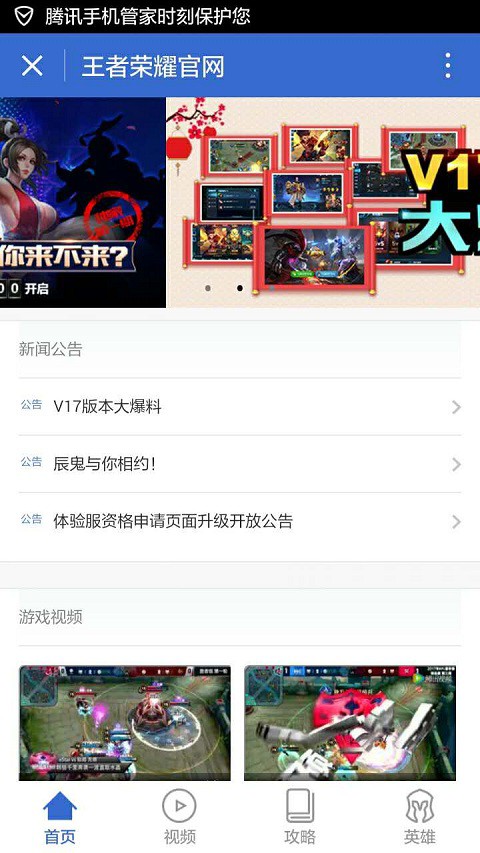 腾讯手机管家时刻保护您
王者荣耀官网
你来不来?
00 开启
V17
大
新闻公告
公告 V17版本大爆料
公告 辰鬼与你相约!
公告 体验服资格申请页面升级开放公告
游戏视频
首页
视频
攻略
英雄